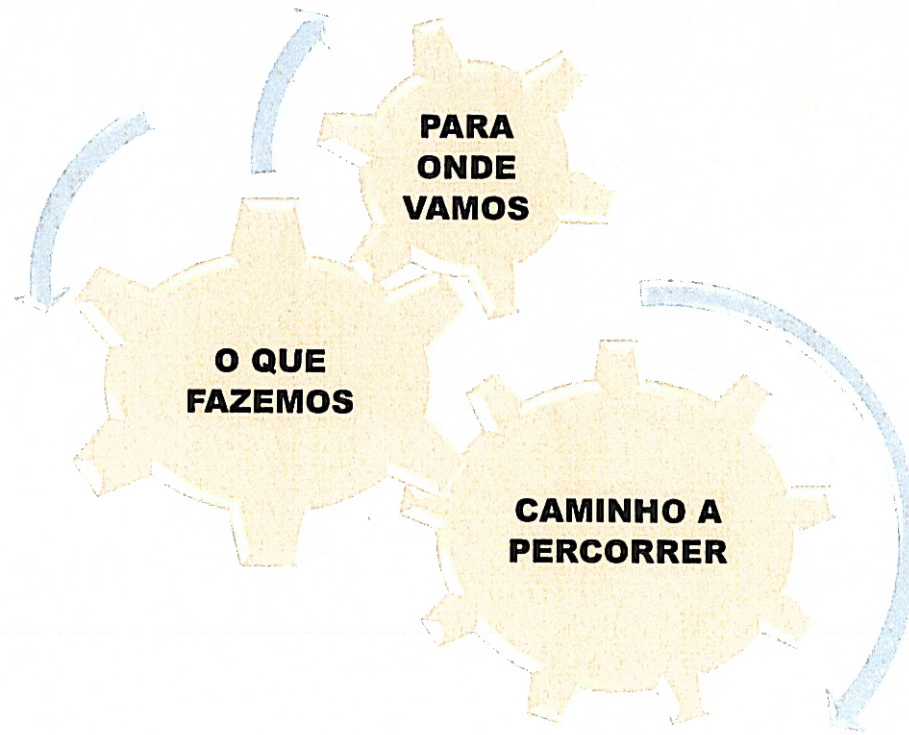 PARA
ONDE
VAMOS
O QUE
FAZEMOS
CAMINHO A
PERCORRER